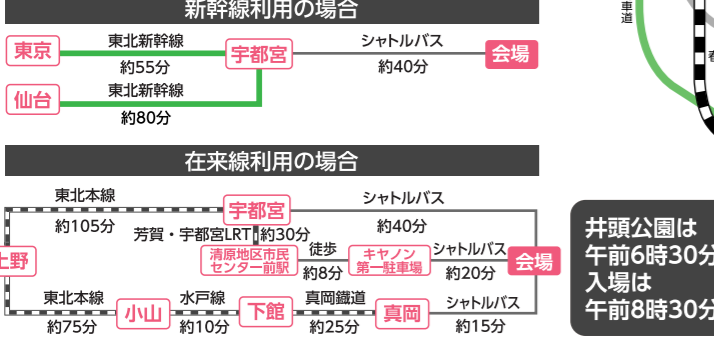 新幹線利用の場合
東京
東北新幹線
約55分
宇都宮
シャトルバス
約40分
会場
仙台
東北新幹線
約80分
在来線利用の場合
東北本線
約105分
宇都宮
シャトルバス
約40分
芳賀・宇都宮LRT
約30分
上野
清原地区市民
センター前駅
徒歩
約8分
キヤノン
第一駐車場
シャトルバス
約20分
会場
東北本線
約75分
小山
水戸線
約10分
下館
真岡鐵道
約25分
真岡
シャトルバス
約15分
車道
井頭公園は
午前6時30分
入場は
午前8時30分